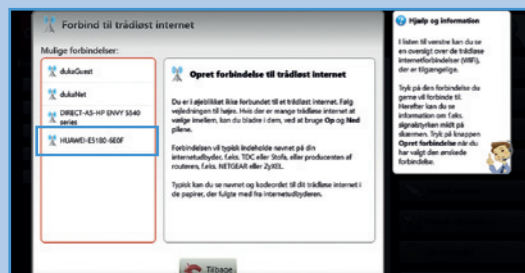 Forbind til trådløst internet
Mulige forbindelser:
dukaGuest
dukaNet
DIRECT-A5-HP ENVY 5540
series
HUAWEI-E5180-6E0F
Opret forbindelse til trådløst internet
Du er i øjeblikket ikke forbundet til et trådløst internet. Følg
vejledningen til højre. Hvis der er mange trådløse internet at
vælge imellem, kan du bladre i dem, ved at bruge Op og Ned
pilene.
Forbindelsen vil typisk indeholde navnet på din
internetudbyder, f.eks. TDC eller Stofa, eller producenten af
routeren, f.eks. NETGEAR eller ZyXEL.
Typisk kan du se navnet og kodeordet til dit trådløse internet i
de papirer, der fulgte med fra internetudbyderen.
Tilbage
Hjælp og information
I listen til venstre kan du se
en oversigt over de trådløse
internetforbindelser (WiFi),
der er tilgængelige.
Tryk på den forbindelse du
gerne vil forbinde til.
Herefter kan du se
information om f.eks.
signalstyrken midt på
skærmen. Tryk på knappen
Opret forbindelse når du
har valgt den ønskede
forbindelse.